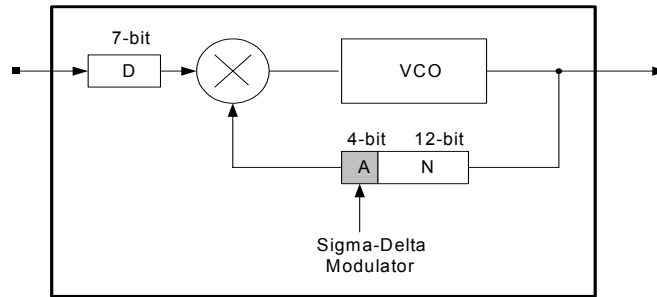 7-bit
D
VCO
4-bit 12-bit
A N
Sigma-Delta
Modulator